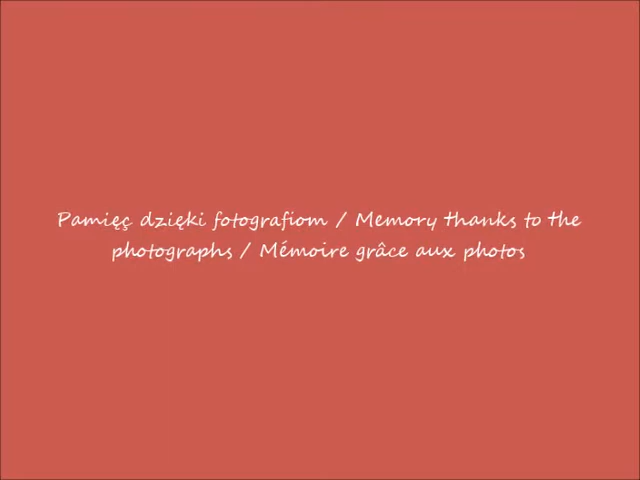 Pamięç dzięki fotografiom / Memory thanks to the
photographs / Mémoire grâce aux photos